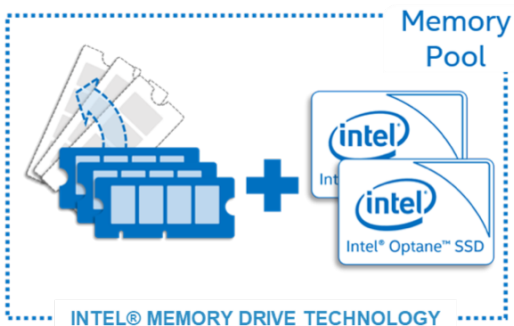 Memory
Pool
intel
Int
intel
Intel® Optane™ SSD
INTEL® MEMORY DRIVE TECHNOLOGY